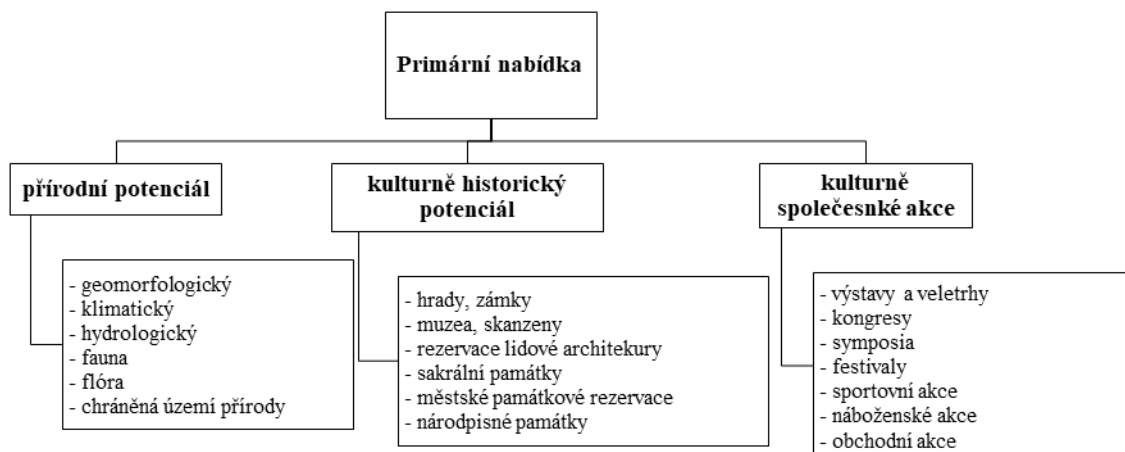 Primární nabídka
přírodní potenciál
kulturně historický
potenciál
kulturně
společesnké akce
- geomorfologický
- klimatický
- hydrologický
- fauna
- flóra
- chráněná území přírody
- hrady, zámky
- muzea, skanzeny
- rezervace lidové architekury
- sakrální památky
- městské památkové rezervace
- národpisné památky
- výstavy a veletrhy
- kongresy
- symposia
- festivaly
- sportovní akce
- náboženské akce
- obchodní akce